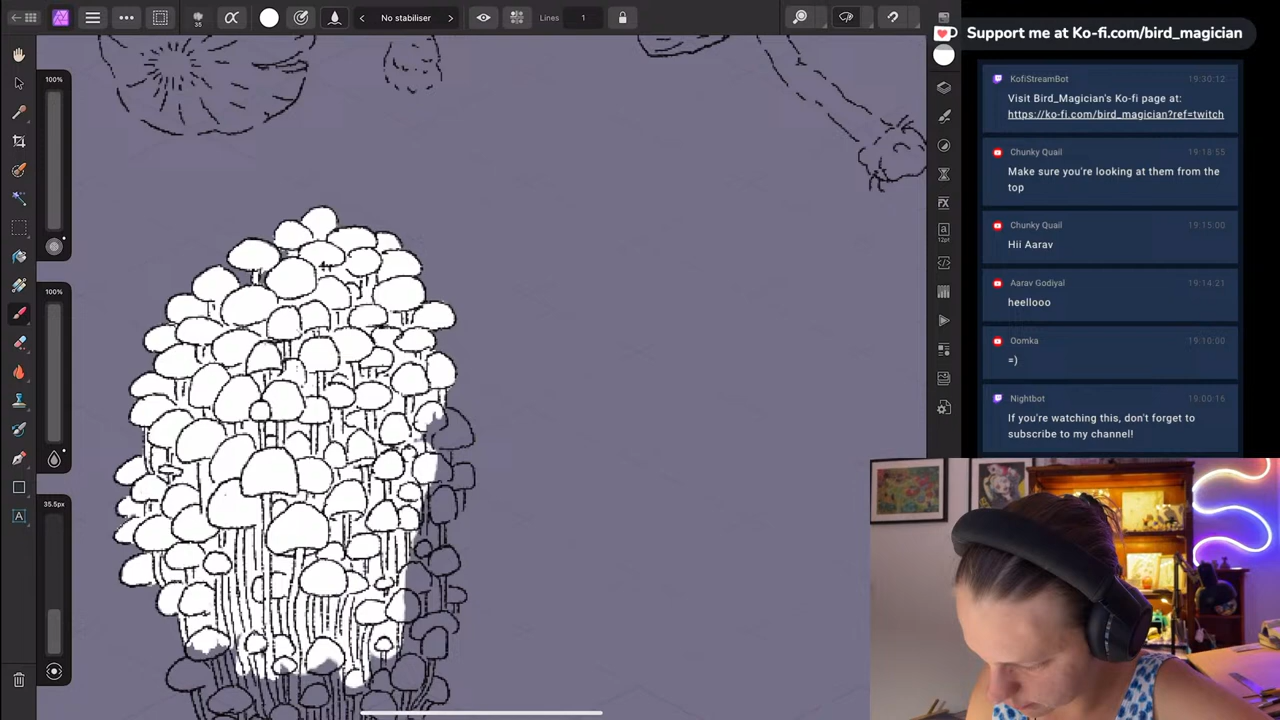 No stabiliser
Lines
1
35
100%
100%
35.5px
A
FX
a
12pt
Support me at Ko-fi.com/bird_magician
KofiStreamBot
19:30:12
Visit Bird_Magician's Ko-fi page at:
https://ko-fi.com/bird_magician?ref=twitch
Chunky Quail
19:18:55
Make sure you're looking at them from the
top
Chunky Quail
19:15:00
Hii Aarav
Aarav Godiyal
19:14:21
heellooo
Oomka
19:10:00
=)
Nightbot
19:00:16
If you're watching this, don't forget to
subscribe to my channel!